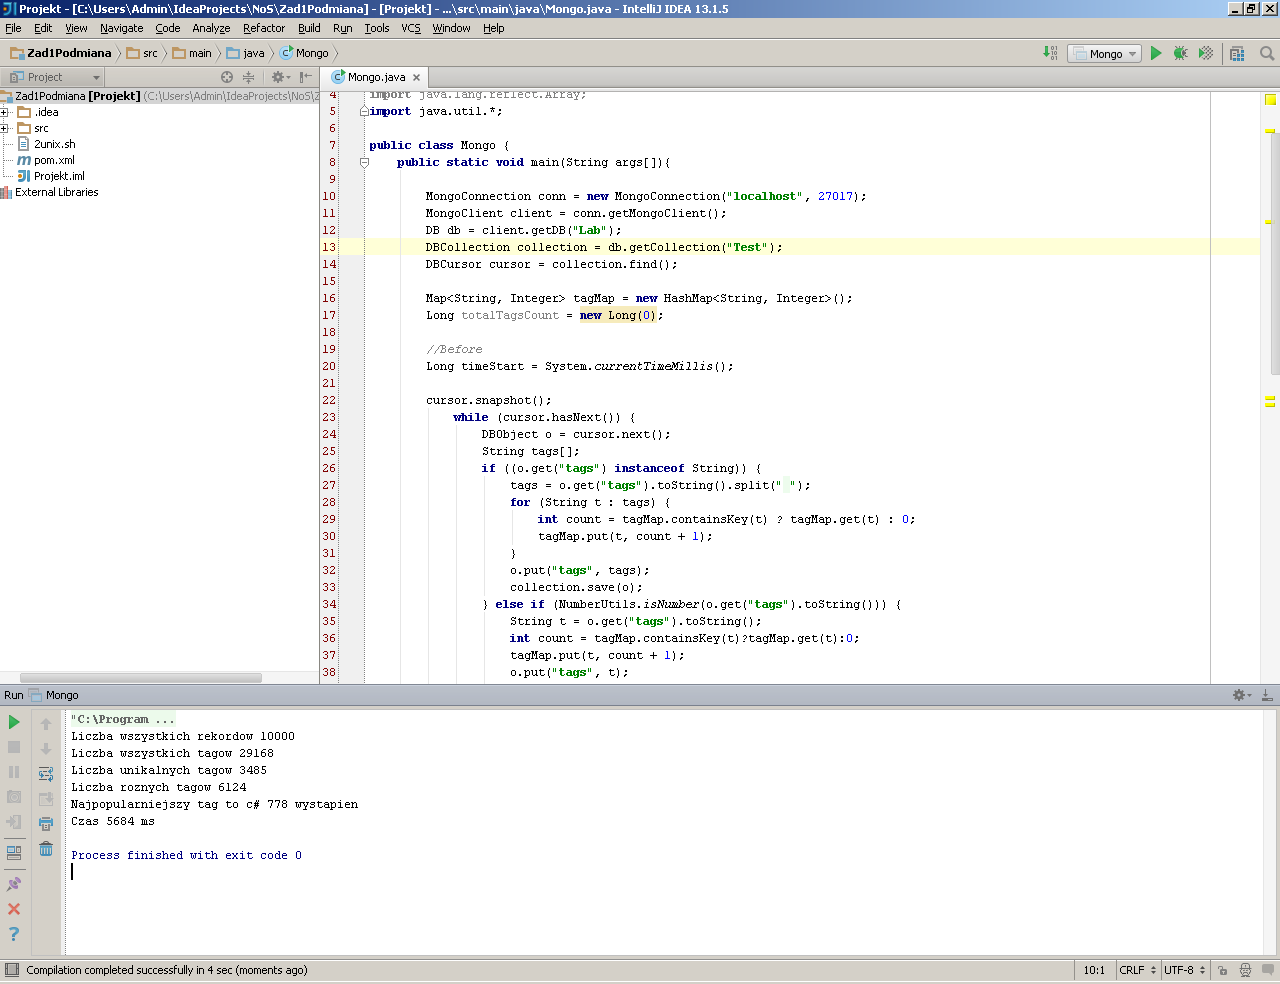 Projekt - [C:\Users\Admin\IdeaProjects\NoS\Zad1Podmiana] - [Projekt] - ...\src\main\java\Mongo.java - IntelliJ IDEA 13.1.5
File Edit View Navigate Code Analyze Refactor Build Run Tools VCS Window Help
Zad1Podmiana src main java Mongo Mongo
Project
Mongo.java
Zad1Podmiana [Projekt] (C:\Users\Admin\IdeaProjects\NoS\Z
.idea
src
2unix.sh
pom.xml
Projekt.iml
External Libraries
4 import java.lang.reflect.Array;
5 import java.util.*;
6
7 public class Mongo {
8 public static void main(String args[]){
9
10 MongoConnection conn = new MongoConnection("localhost", 27017);
11 MongoClient client = conn.getMongoClient();
12 DB db = client.getDB("Lab");
13 DBCollection collection = db.getCollection("Test");
14 DBCursor cursor = collection.find();
15
16 Map<String, Integer> tagMap = new HashMap<String, Integer>();
17 Long totalTagsCount = new Long(0);
18
19 //Before
20 Long timeStart = System.currentTimeMillis();
21
22 cursor.snapshot();
23 while (cursor.hasNext()) {
24 DBObject o = cursor.next();
25 String tags[];
26 if ((o.get("tags") instanceof String)) {
27 tags = o.get("tags").toString().split(" ");
28 for (String t : tags) {
29 int count = tagMap.containsKey(t) ? tagMap.get(t) : 0;
30 tagMap.put(t, count + 1);
31 }
32 o.put("tags", tags);
33 collection.save(o);
34 } else if (NumberUtils.isNumber(o.get("tags").toString())) {
35 String t = o.get("tags").toString();
36 int count = tagMap.containsKey(t)?tagMap.get(t):0;
37 tagMap.put(t, count + 1);
38 o.put("tags", t);
Run Mongo
"C:\Program ...
Liczba wszystkich rekordow 10000
Liczba wszystkich tagow 29168
Liczba unikalnych tagow 3485
Liczba roznych tagow 6124
Najpopularniejszy tag to c# 778 wystapien
Czas 5684 ms
Process finished with exit code 0
Compilation completed successfully in 4 sec (moments ago) 10:1 CRLF UTF-8